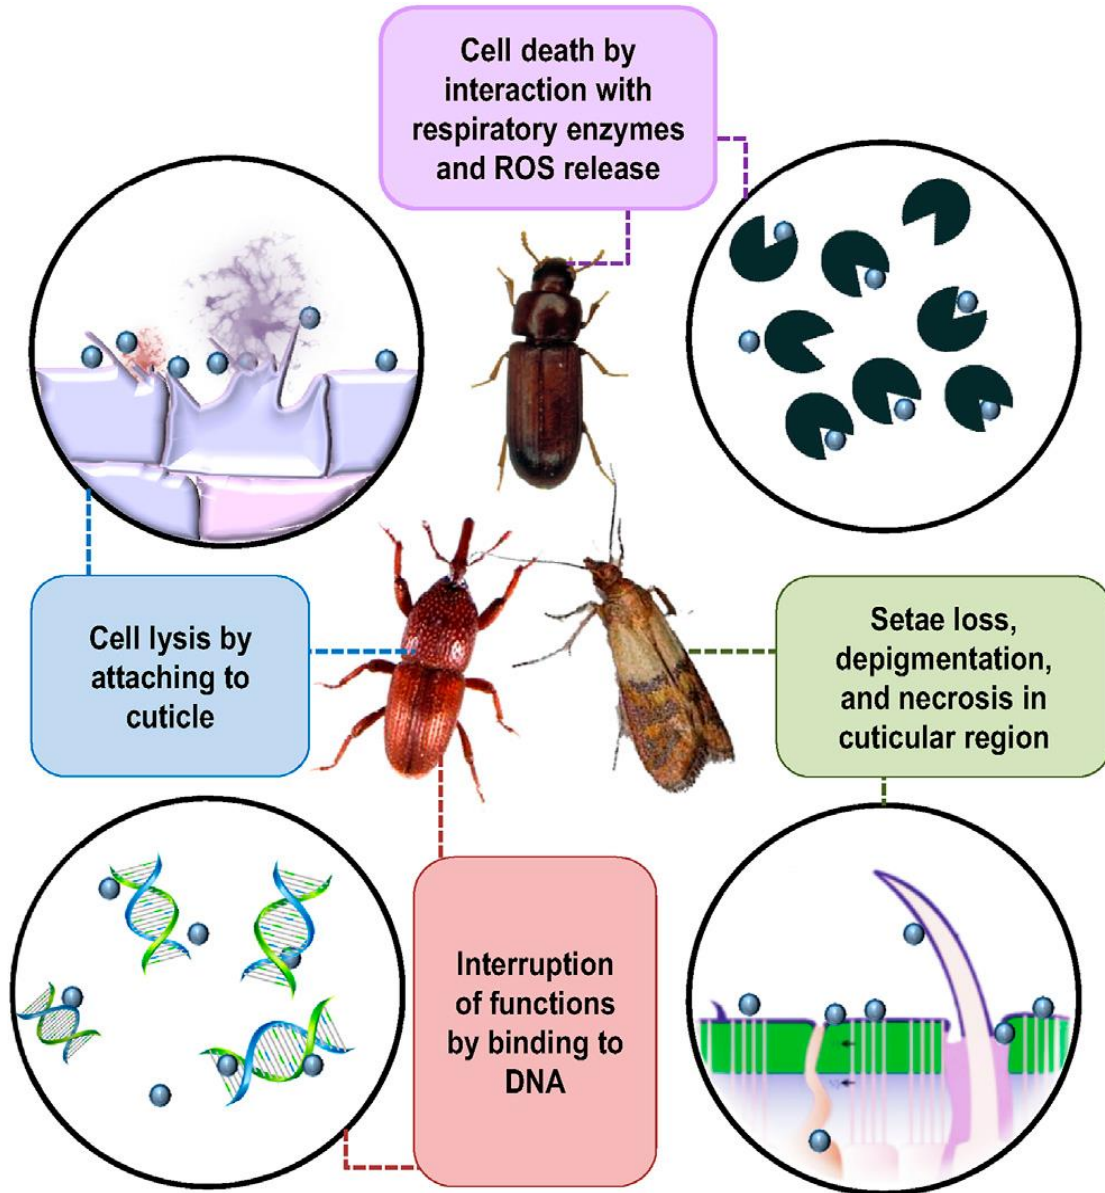 Cell death by
interaction with
respiratory enzymes
and ROS release
Cell lysis by
attaching to
cuticle
Setae loss,
depigmentation,
and necrosis in
cuticular region
Interruption
of functions
by binding to
DNA